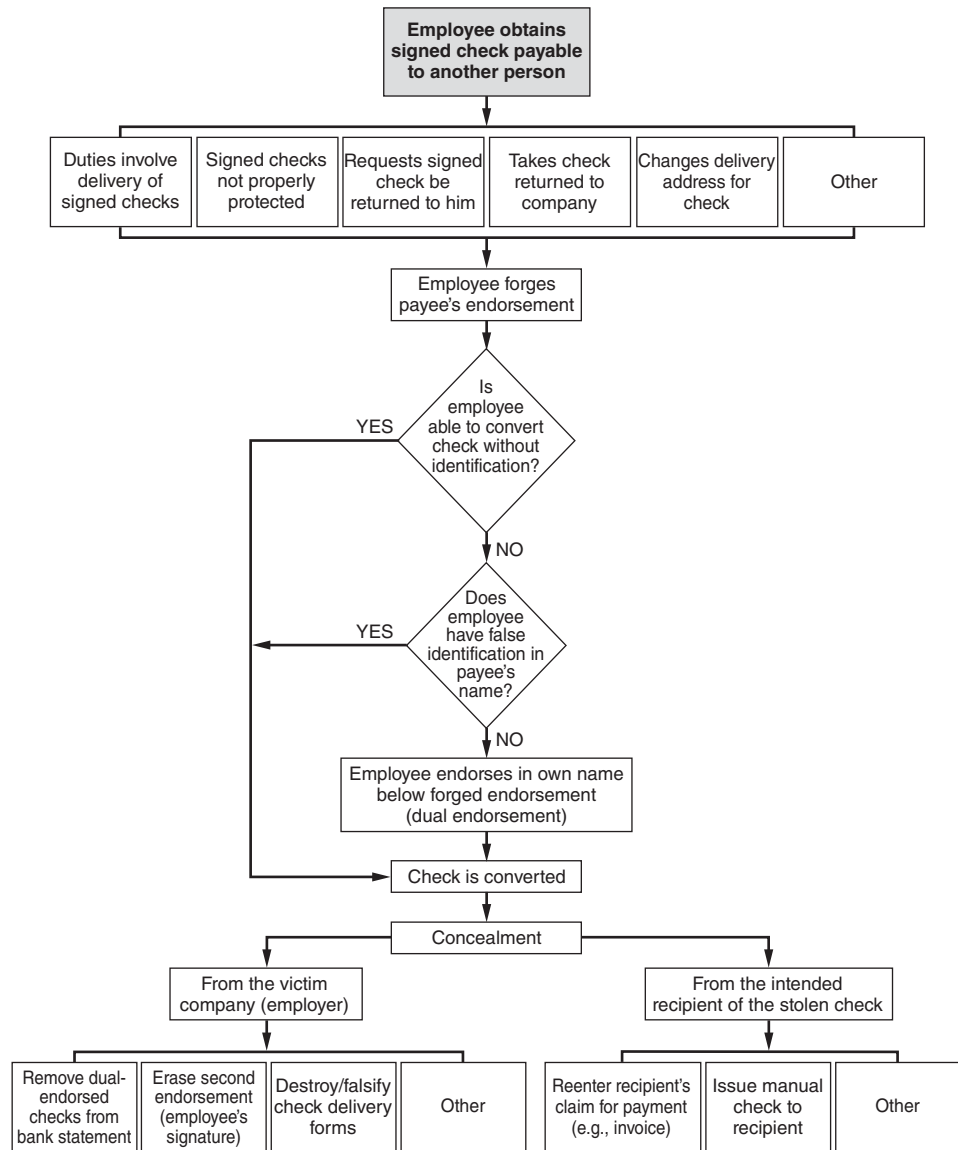 Employee obtains
signed check payable
to another person
Duties involve
delivery of
signed checks
Signed checks
not properly
protected
Requests signed
check be
returned to him
Takes check
returned to
company
Changes delivery
address for
check
Other
Employee forges
payee's endorsement
Is
employee
able to convert
check without
identification?
YES
NO
Does
employee
have false
identification in
payee's
name?
YES
NO
Employee endorses in own name
below forged endorsement
(dual endorsement)
Check is converted
Concealment
From the victim
company (employer)
From the intended
recipient of the stolen check
Remove dual-
endorsed
checks from
bank statement
Erase second
endorsement
(employee's
signature)
Destroy/falsify
check delivery
forms
Other
Reenter recipient's
claim for payment
(e.g., invoice)
Issue manual
check to
recipient
Other